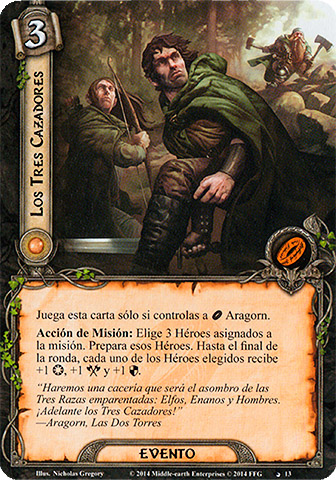 3
LOS TRES CAZADORES
Juega esta carta sólo si controlas a Aragorn.
Acción de Misión: Elige 3 Héroes asignados a
la misión. Prepara esos Héroes. Hasta el final de
la ronda, cada uno de los Héroes elegidos recibe
+1 , +1 y +1 .
“Haremos una cacería que será el asombro de las
Tres Razas emparentadas: Elfos, Enanos y Hombres.
¡Adelante los Tres Cazadores!”
—Aragorn, Las Dos Torres
EVENTO
Illus. Nicholas Gregory © 2014 Middle-earth Enterprises © 2014 FFG 13